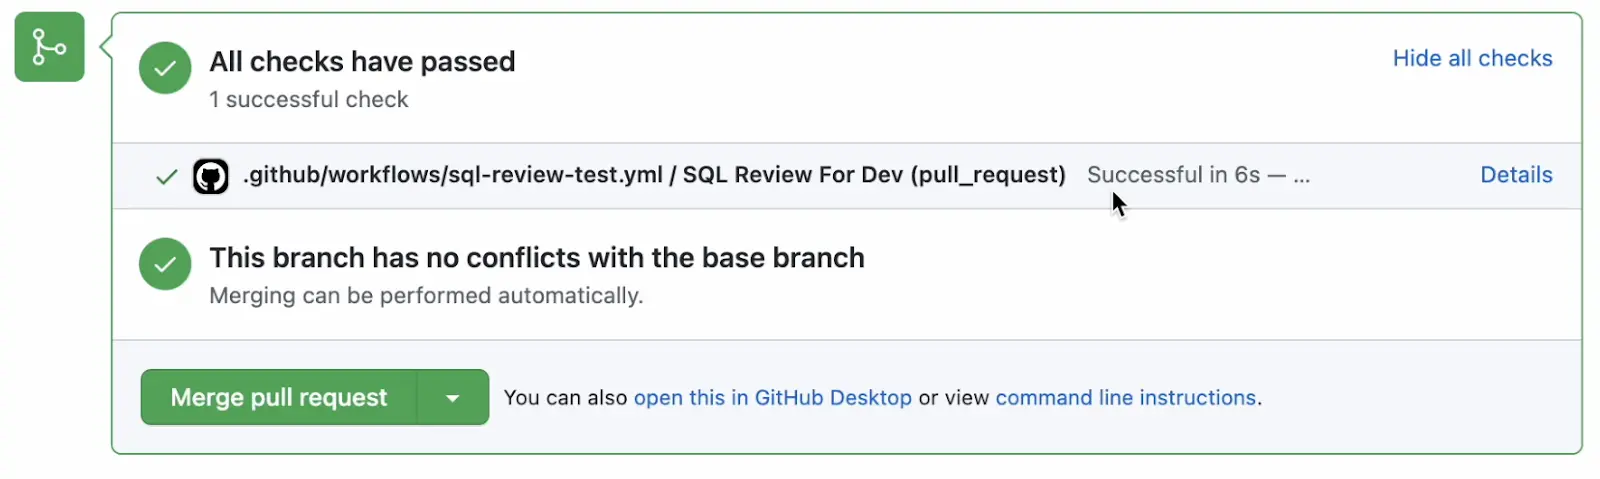 All checks have passed
Hide all checks
1 successful check
.github/workflows/sql-review-test.yml / SQL Review For Dev (pull_request) Successful in 6s — ... Details
This branch has no conflicts with the base branch
Merging can be performed automatically.
Merge pull request You can also open this in GitHub Desktop or view command line instructions.